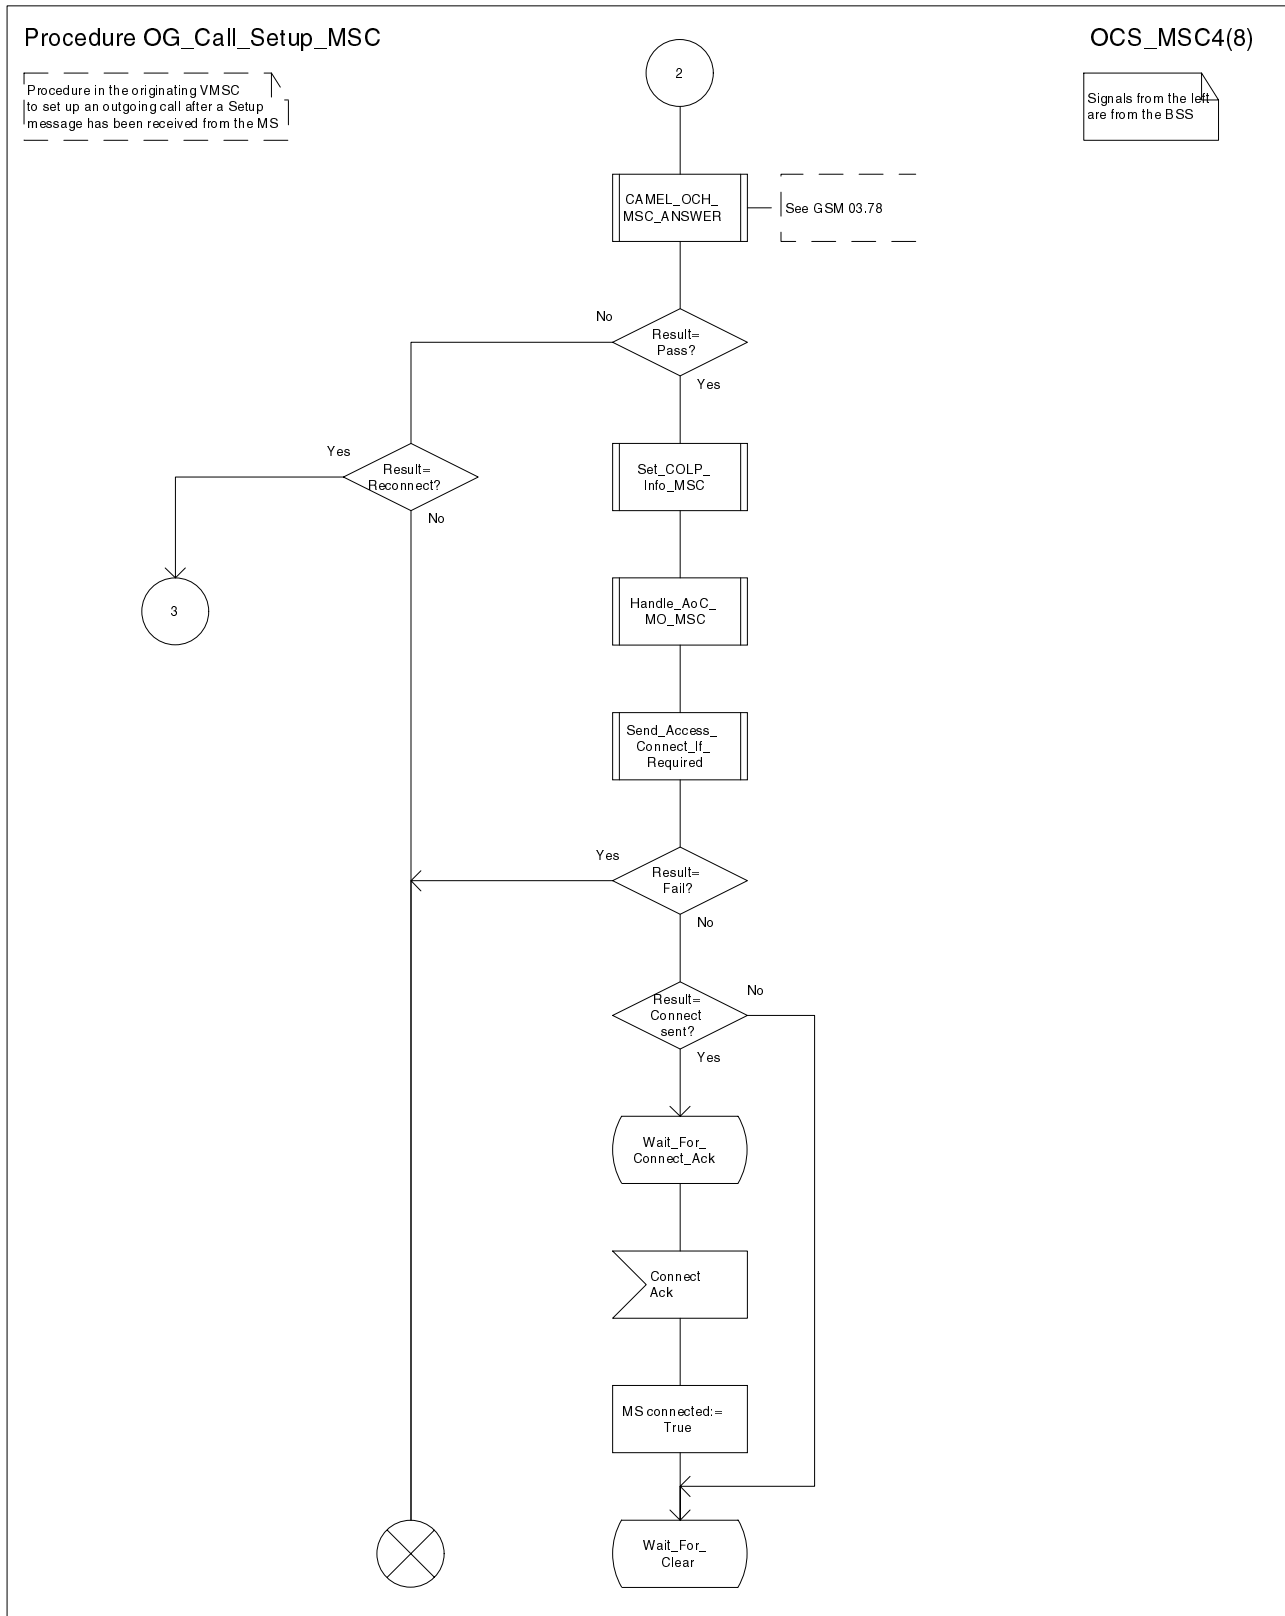 Procedure OG_Call_Setup_MSC
OCS_MSC4(8)
Procedure in the originating VMSC
to set up an outgoing call after a Setup
message has been received from the MS
2
Signals from the left
are from the BSS
CAMEL_OCH_
MSC_ANSWER
See GSM 03.78
No
Result=
Pass?
Yes
Yes
Result=
Reconnect?
No
Set_COLP_
Info_MSC
3
Handle_AoC_
MO_MSC
Send_Access_
Connect_If_
Required
Yes
Result=
Fail?
No
Result=
Connect
sent?
No
Yes
Wait_For_
Connect_Ack
Connect
Ack
MS connected:=
True
Wait_For_
Clear